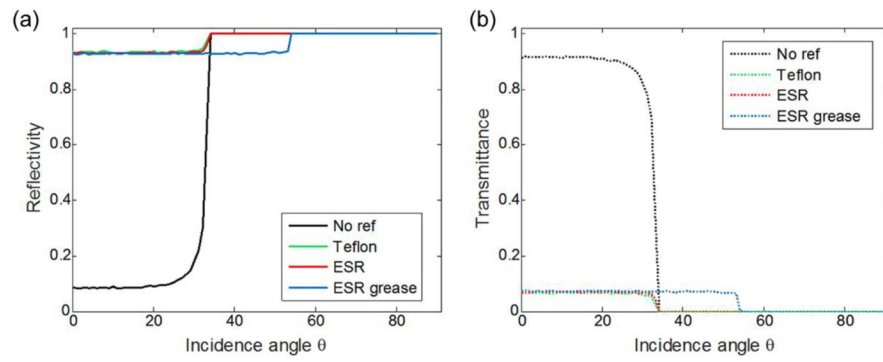 (a)
1
0.8
0.6
0.4
0.2
0
Reflectivity
No ref
Teflon
ESR
ESR grease
0 20 40 60 80
Incidence angle θ
(b)
1
0.8
0.6
0.4
0.2
0
Transmittance
No ref
Teflon
ESR
ESR grease
0 20 40 60 80
Incidence angle θ